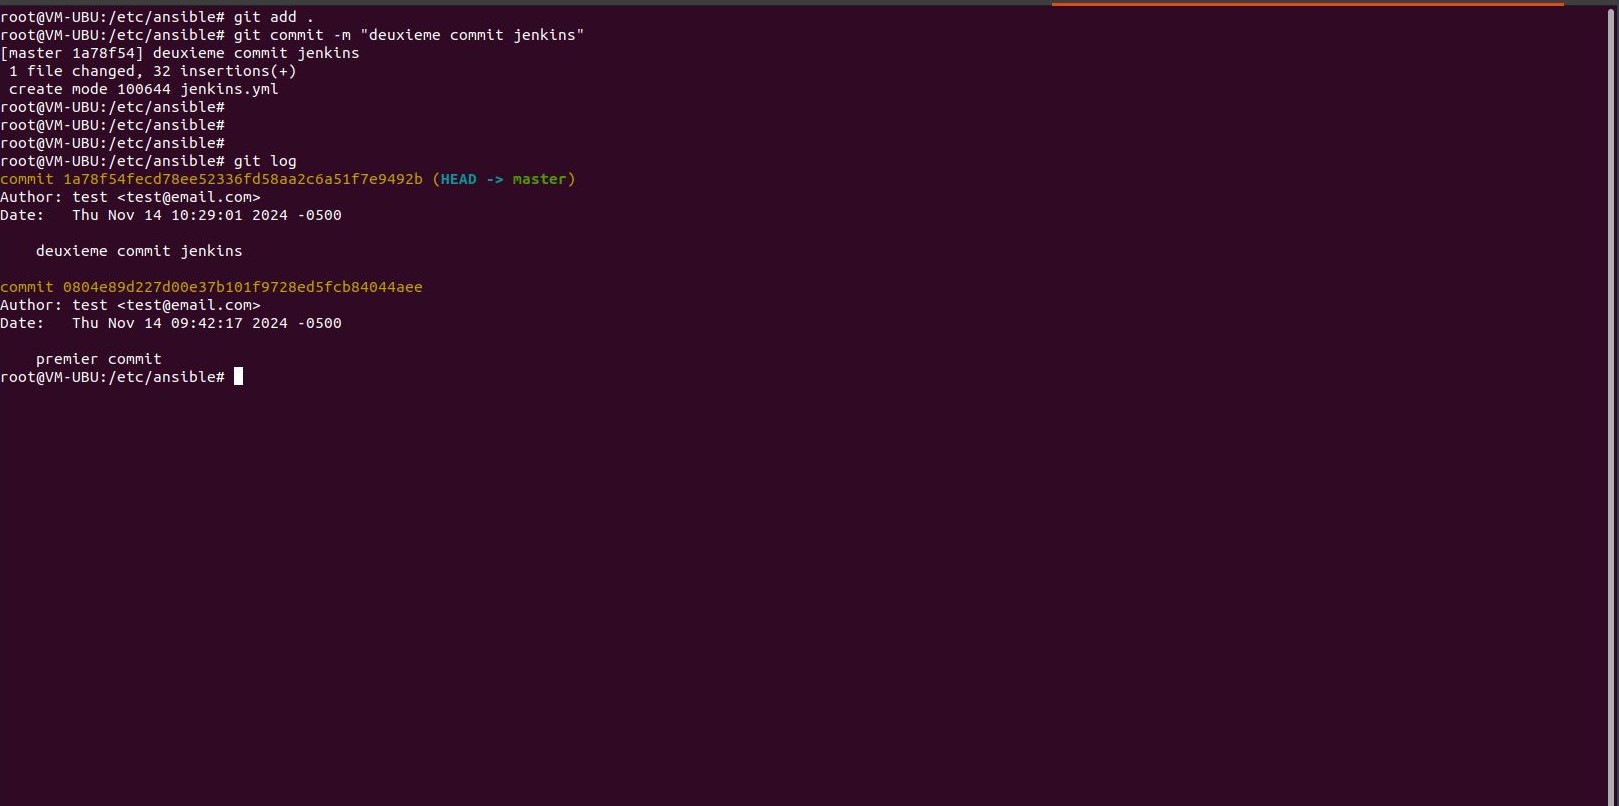 root@VM-UBU:/etc/ansible# git add .
root@VM-UBU:/etc/ansible# git commit -m "deuxieme commit jenkins"
[master 1a78f54] deuxieme commit jenkins
 1 file changed, 32 insertions(+)
 create mode 100644 jenkins.yml
root@VM-UBU:/etc/ansible#
root@VM-UBU:/etc/ansible#
root@VM-UBU:/etc/ansible#
root@VM-UBU:/etc/ansible# git log
commit 1a78f54fecd78ee52336fd58aa2c6a51f7e9492b (HEAD -> master)
Author: test <test@email.com>
Date:   Thu Nov 14 10:29:01 2024 -0500
    deuxieme commit jenkins
commit 0804e89d227d00e37b101f9728ed5fcb84044aee
Author: test <test@email.com>
Date:   Thu Nov 14 09:42:17 2024 -0500
    premier commit
root@VM-UBU:/etc/ansible#